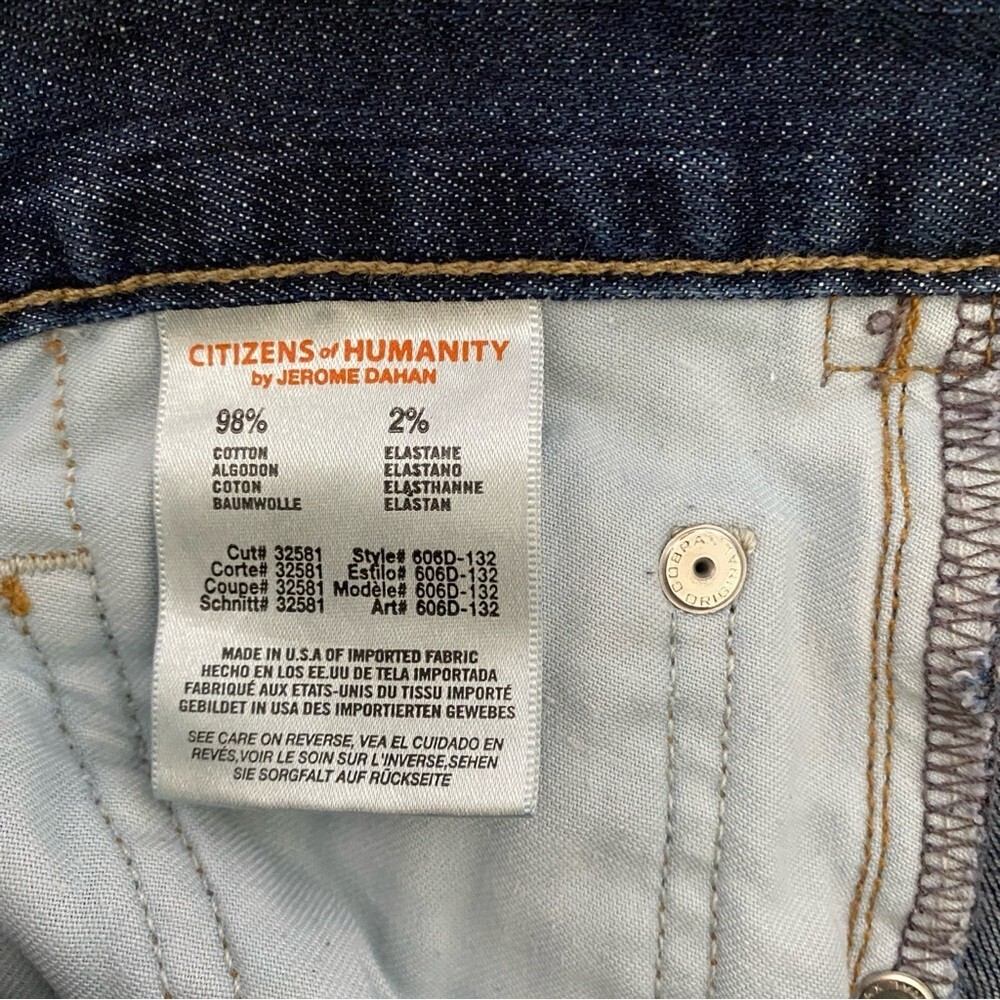 CITIZENS of HUMANITY
by JEROME DAHAN
98% 2%
COTTON ELASTANE
ALGODON ELASTANO
COTON ELASTHANNE
BAUMWOLLE ELASTAN
Cut# 32581 Style# 606D-132
Corte# 32581 Estilo# 606D-132
Coupe# 32581 Modèle# 606D-132
Schnitt# 32581 Art# 606D-132
MADE IN U.S.A OF IMPORTED FABRIC
HECHO EN LOS EE.UU DE TELA IMPORTADA
FABRIQUÉ AUX ETATS-UNIS DU TISSU IMPORTÉ
GEBILDET IN USA DES IMPORTIERTEN GEWEBES
SEE CARE ON REVERSE, VEA EL CUIDADO EN
REVÉS,VOIR LE SOIN SUR L'INVERSE,SEHEN
SIE SORGFALT AUF RÜCKSEITE